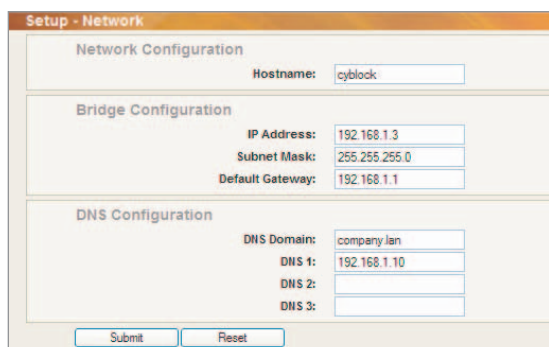 Setup - Network
Network Configuration
Hostname: cyblock
Bridge Configuration
IP Address: 192.168.1.3
Subnet Mask: 255.255.255.0
Default Gateway: 192.168.1.1
DNS Configuration
DNS Domain: company.lan
DNS 1: 192.168.1.10
DNS 2:
DNS 3:
Submit Reset